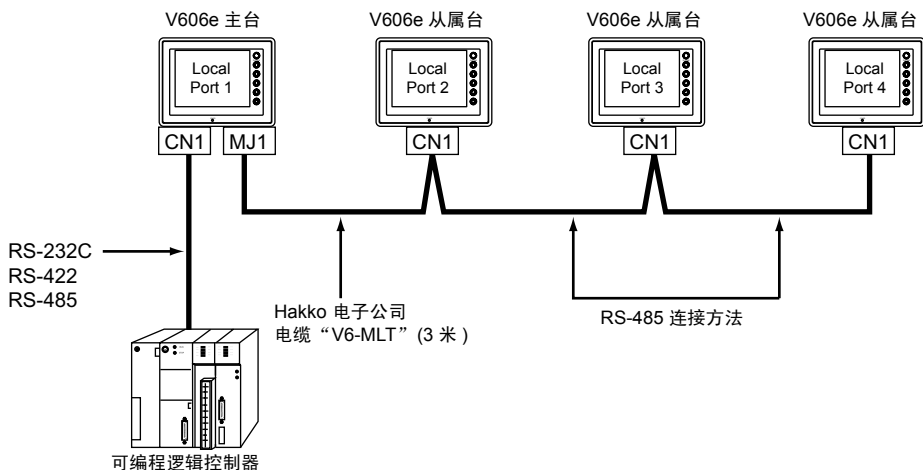 V606e 主台
V606e 从属台
V606e 从属台
V606e 从属台
Local
Port 1
Local
Port 2
Local
Port 3
Local
Port 4
CN1
MJ1
CN1
CN1
CN1
RS-232C
RS-422
RS-485
Hakko 电子公司
电缆“V6-MLT” (3 米 )
RS-485 连接方法
可编程逻辑控制器